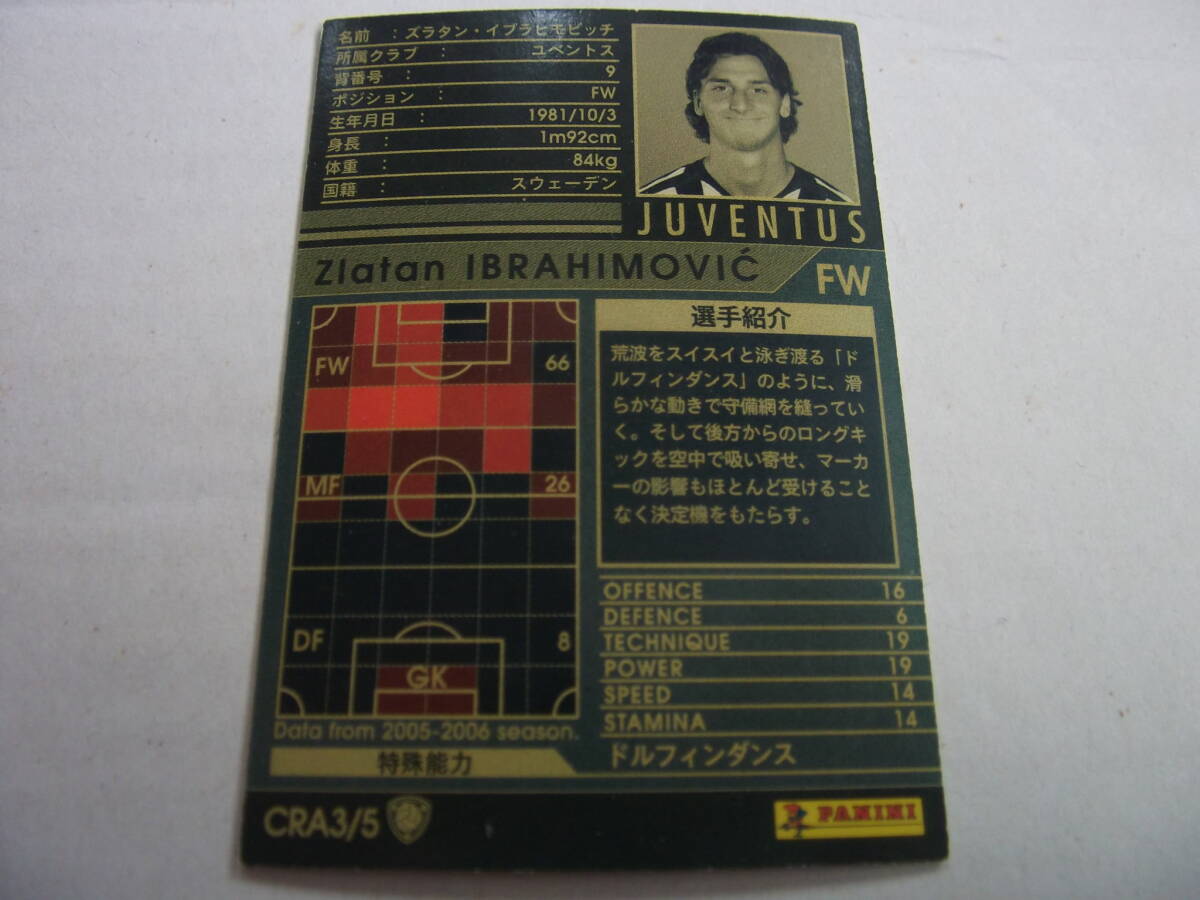 名前 : ズラタン・イブラヒモビッチ
所属クラブ : ユベントス
背番号 : 9
ポジション : FW
生年月日 : 1981/10/3
身長 : 1m92cm
体重 : 84kg
国籍 : スウェーデン
JUVENTUS
Zlatan IBRAHIMOVIĆ
FW
FW 66
MF 26
DF 8
GK
Data from 2005-2006 season.
選手紹介
荒波をスイスイと泳ぎ渡る「ド
ルフィンダンス」のように、滑
らかな動きで守備網を縫ってい
く。そして後方からのロングキ
ックを空中で吸い寄せ、マーカ
ーの影響もほとんど受けること
なく決定機をもたらす。
OFFENCE 16
DEFENCE 6
TECHNIQUE 19
POWER 19
SPEED 14
STAMINA 14
特殊能力 ドルフィンダンス
CRA3/5
PANINI